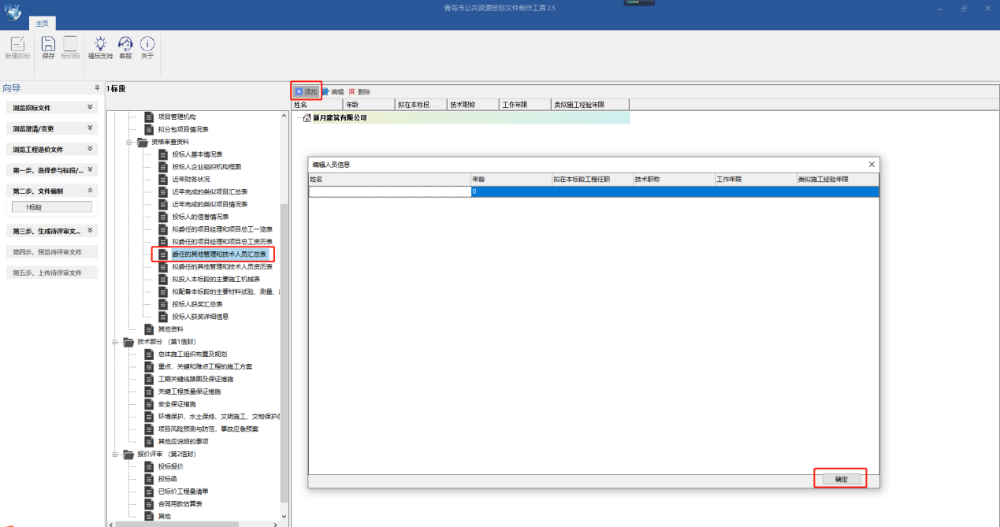 青岛市公共资源投标文件制作工具 2.5
主页
新建投标
保存
标识码
福标支持
客服
关于
向导
浏览招标文件
浏览澄清/变更
浏览工程造价文件
第一步、选择参与标段/...
第二步、文件编制
1标段
第三步、生成待评审文...
第四步、预览待评审文件
第五步、上传待评审文件
1标段
项目管理机构
拟分包项目情况表
资格审查资料
投标人基本情况表
投标人企业组织机构框图
近年财务状况
近年完成的类似项目汇总表
近年完成的类似项目情况表
投标人的信誉情况表
拟委任的项目经理和项目总工一览表
拟委任的项目经理和项目总工资历表
委任的其他管理和技术人员汇总表
拟委任的其他管理和技术人员资历表
拟投入本标段的主要施工机械表
拟配备本标段的主要材料试验、测量、
投标人获奖汇总表
投标人获奖详细信息
其他资料
技术部分 (第1信封)
总体施工组织布置及规划
重点、关键和难点工程的施工方案
工期关键线路图及保证措施
关键工程质量保证措施
安全保证措施
环境保护、水土保持、文明施工、文物保护
项目风险预测与防范，事故应急预案
其他应说明的事项
报价评审 (第2信封)
投标报价
投标函
已标价工程量清单
合同用款估算表
其他
添加 编辑 删除
姓名 年龄 拟在本标段... 技术职称 工作年限 类似施工经验年限
新月建筑有限公司
编辑人员信息
姓名 年龄 拟在本标段工程任职 技术职称 工作年限 类似施工经验年限
0
确定